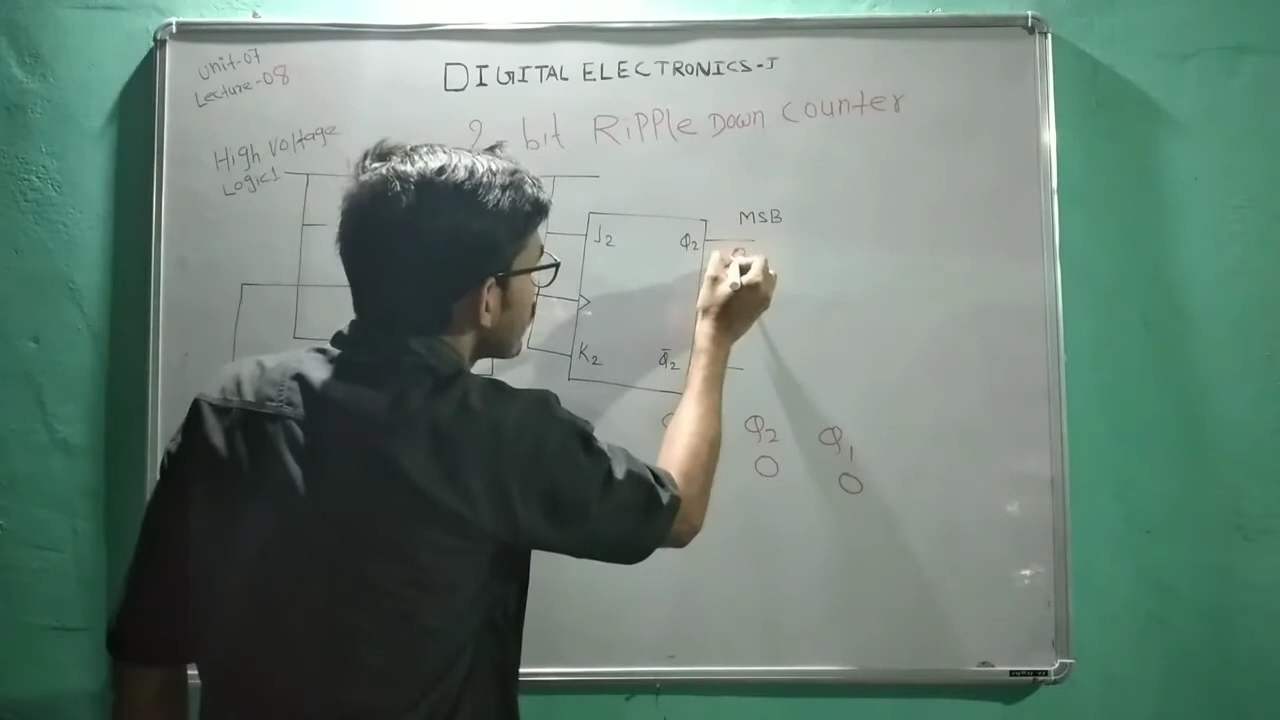 Unit-07
Lecture-08
DIGITAL ELECTRONICS-I
2-bit RiPPle Down Counter
High Voltage
Logic1
MSB
J2
Q2
K2
Q̄2
Q2
Q1
0
0